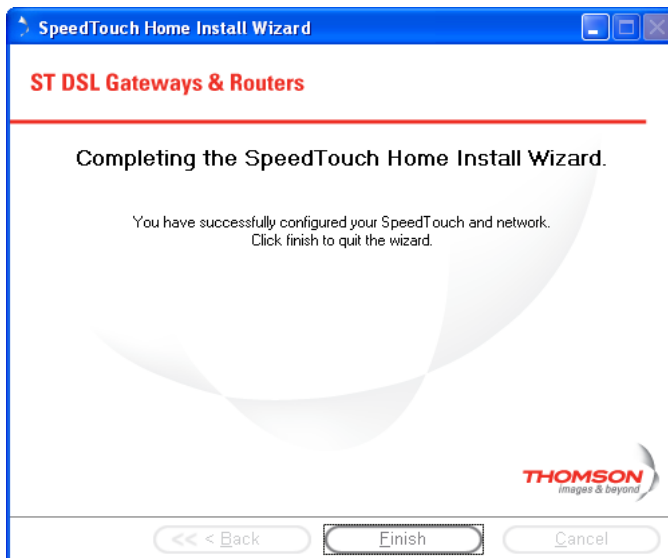 SpeedTouch Home Install Wizard
ST DSL Gateways & Routers
Completing the SpeedTouch Home Install Wizard.
You have successfully configured your SpeedTouch and network.
Click finish to quit the wizard.
THOMSON
images & beyond
<< < Back
Finish
Cancel